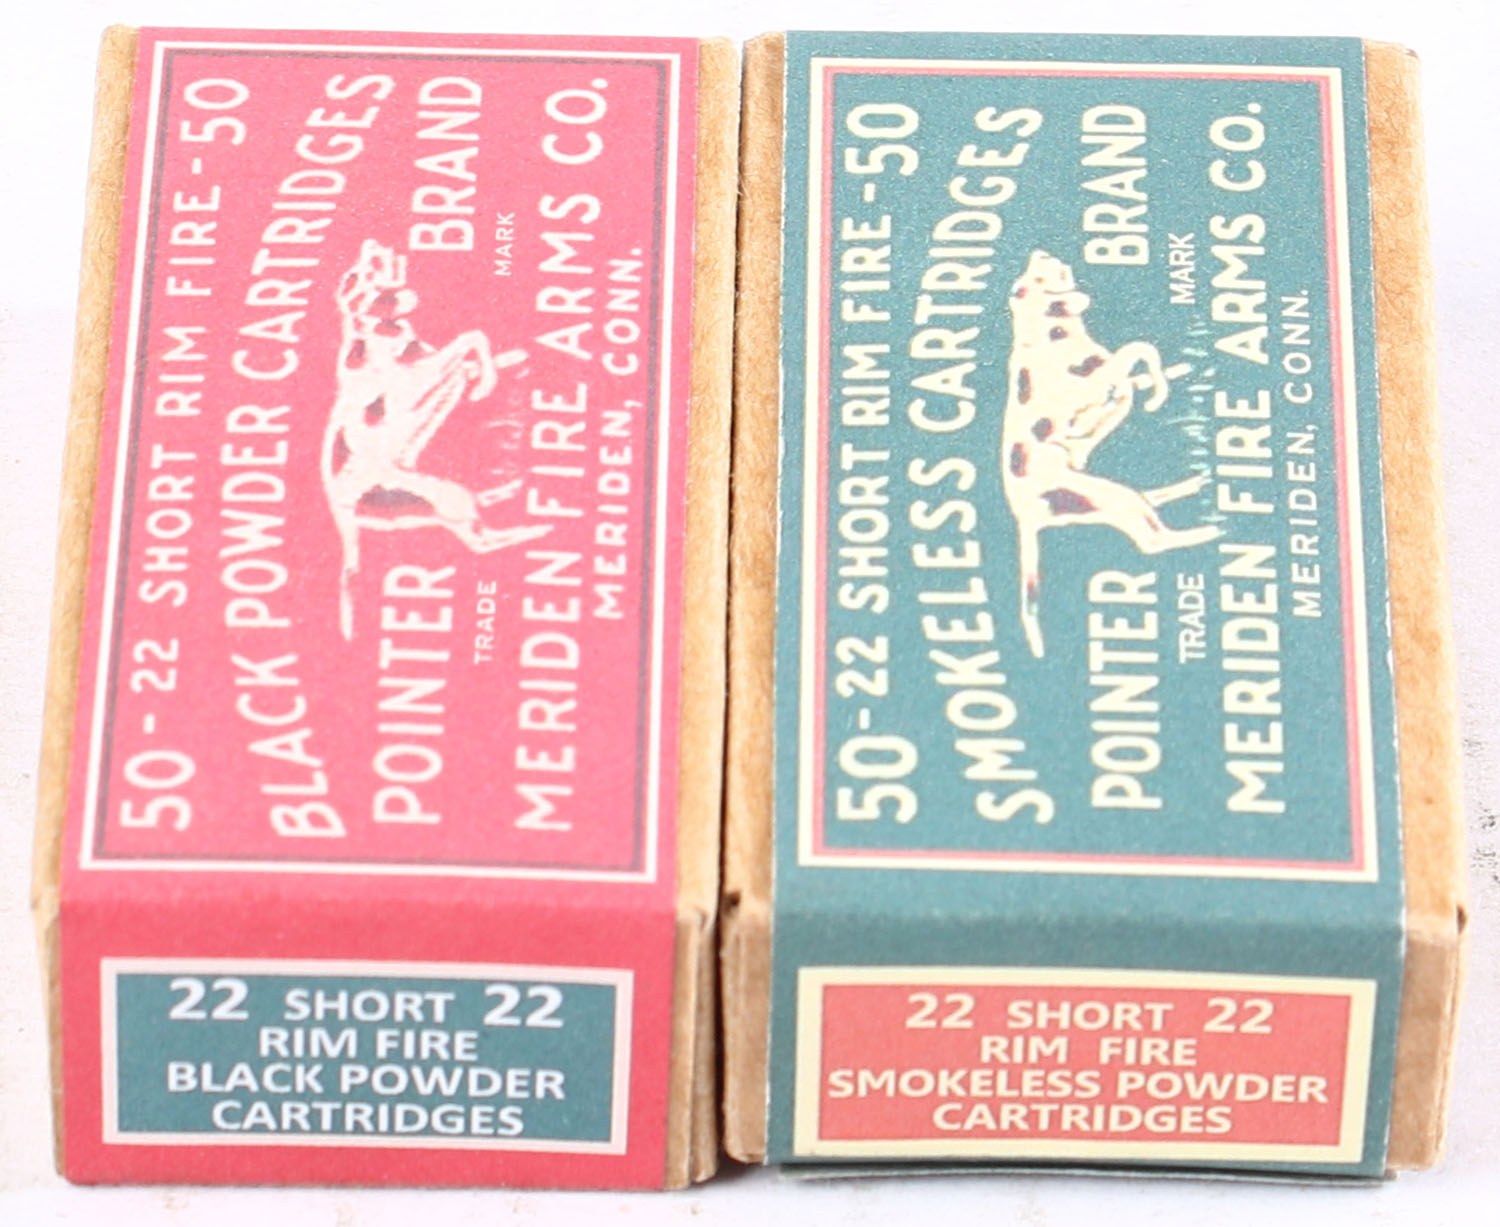 50-22 SHORT RIM FIRE-50
BLACK POWDER CARTRIDGES
POINTER BRAND
TRADE MARK
MERIDEN FIRE ARMS CO.
MERIDEN, CONN.
22 SHORT 22
RIM FIRE
BLACK POWDER
CARTRIDGES
50-22 SHORT RIM FIRE-50
SMOKELESS CARTRIDGES
POINTER BRAND
TRADE MARK
MERIDEN FIRE ARMS CO.
MERIDEN, CONN.
22 SHORT 22
RIM FIRE
SMOKELESS POWDER
CARTRIDGES